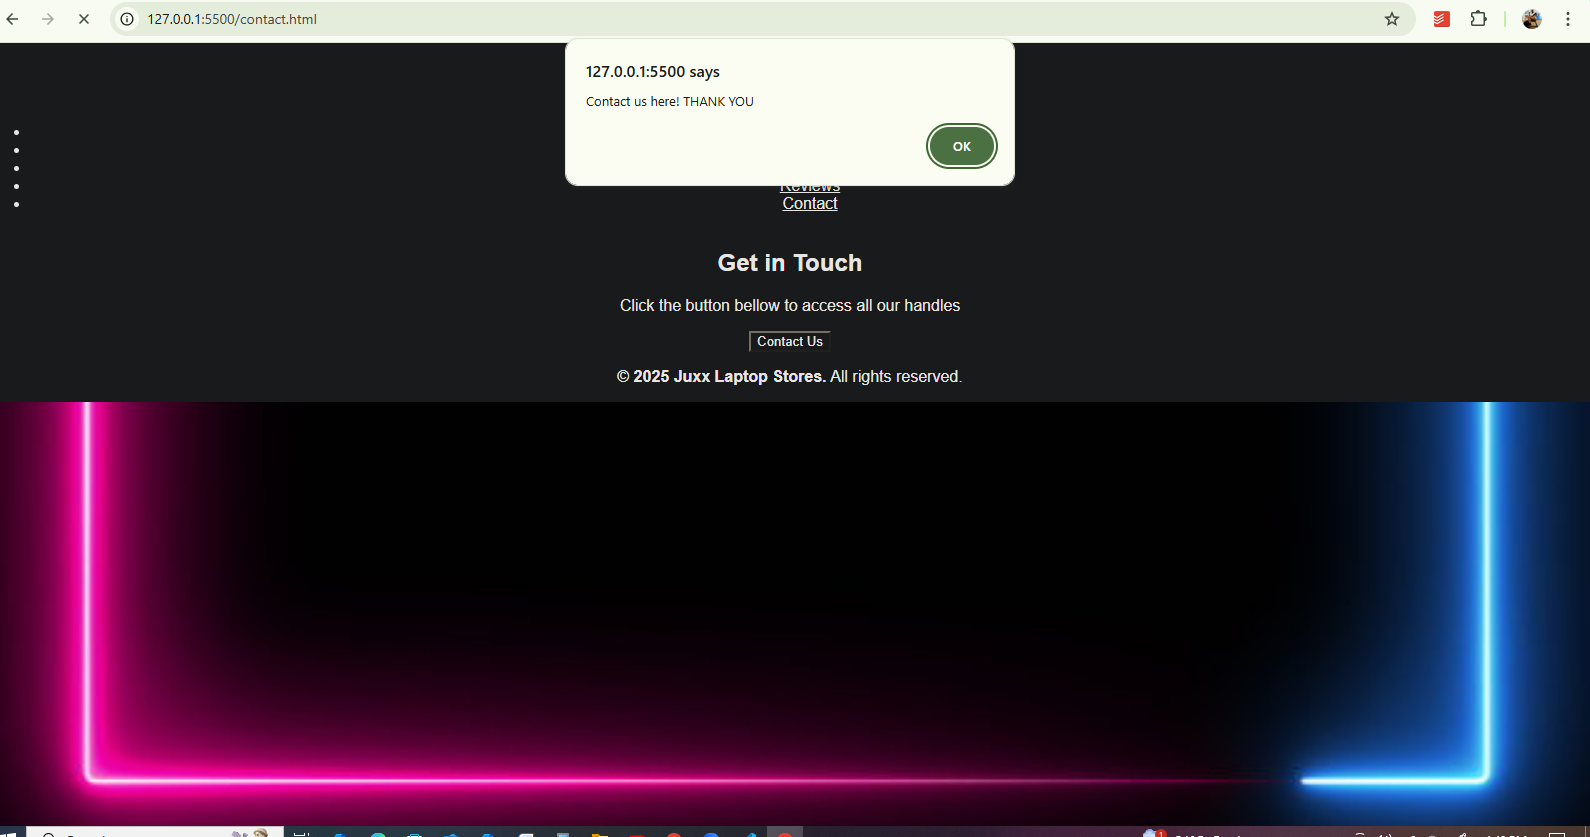 127.0.0.1:5500/contact.html
127.0.0.1:5500 says
Contact us here! THANK YOU
OK
Reviews
Contact
Get in Touch
Click the button bellow to access all our handles
Contact Us
© 2025 Juxx Laptop Stores. All rights reserved.